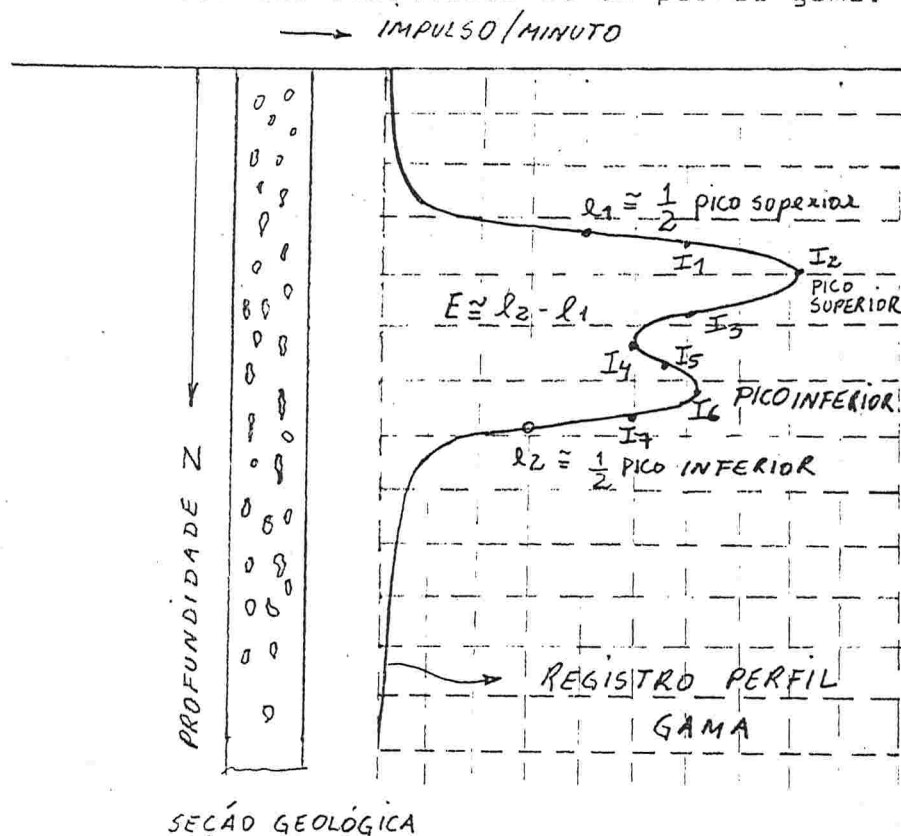 → IMPULSO/MINUTO
l1 ≅ 1/2 PICO SUPERIOR
I1
I2
PICO
SUPERIOR
E ≅ l2 - l1
I3
I4
I5
I6
PICO INFERIOR
I7
l2 ≅ 1/2 PICO INFERIOR
PROFUNDIDADE Z
REGISTRO PERFIL
GAMA
SEÇÃO GEOLÓGICA